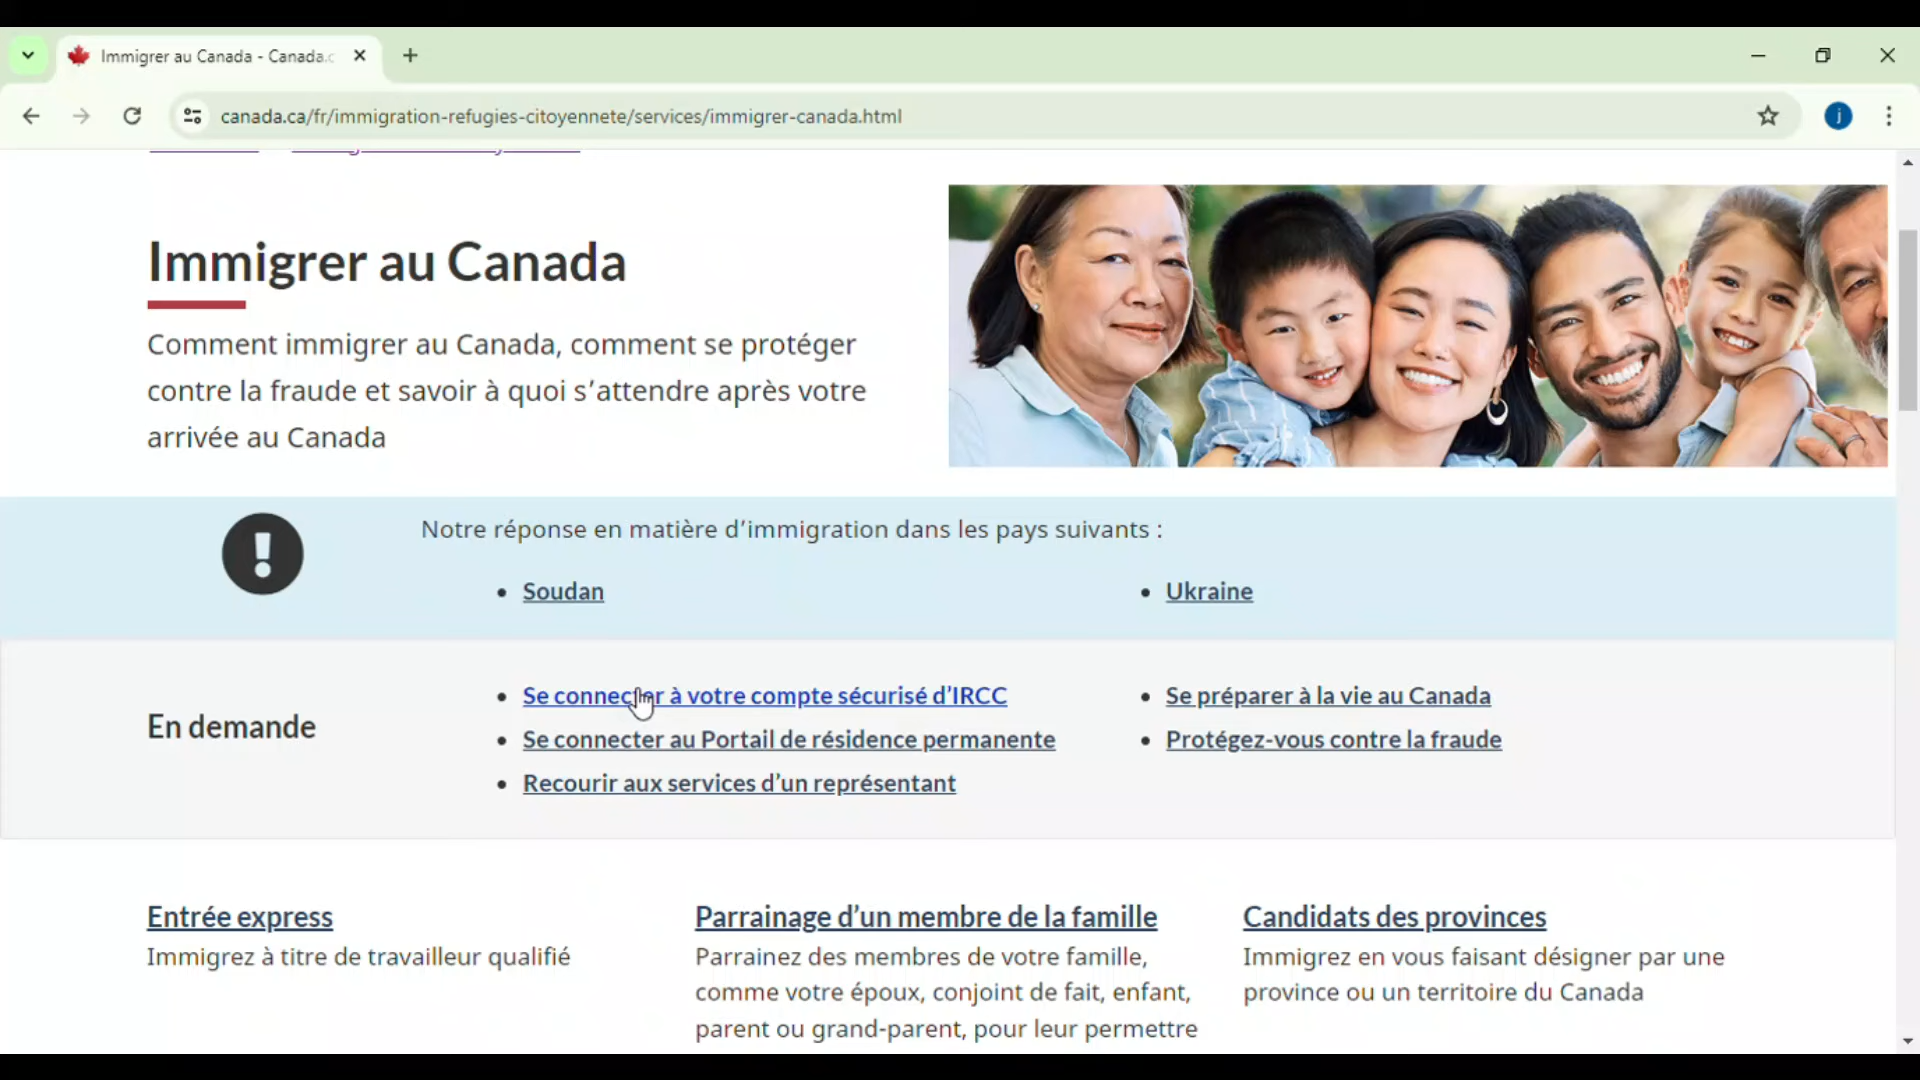 Immigrer au Canada - Canada.c
canada.ca/fr/immigration-refugies-citoyennete/services/immigrer-canada.html
j
Immigrer au Canada
Comment immigrer au Canada, comment se protéger
contre la fraude et savoir à quoi s’attendre après votre
arrivée au Canada
Notre réponse en matière d’immigration dans les pays suivants :
• Soudan
• Ukraine
En demande
• Se connecter à votre compte sécurisé d’IRCC
• Se connecter au Portail de résidence permanente
• Recourir aux services d’un représentant
• Se préparer à la vie au Canada
• Protégez-vous contre la fraude
Entrée express
Immigrez à titre de travailleur qualifié
Parrainage d’un membre de la famille
Parrainez des membres de votre famille,
comme votre époux, conjoint de fait, enfant,
parent ou grand-parent, pour leur permettre
Candidats des provinces
Immigrez en vous faisant désigner par une
province ou un territoire du Canada